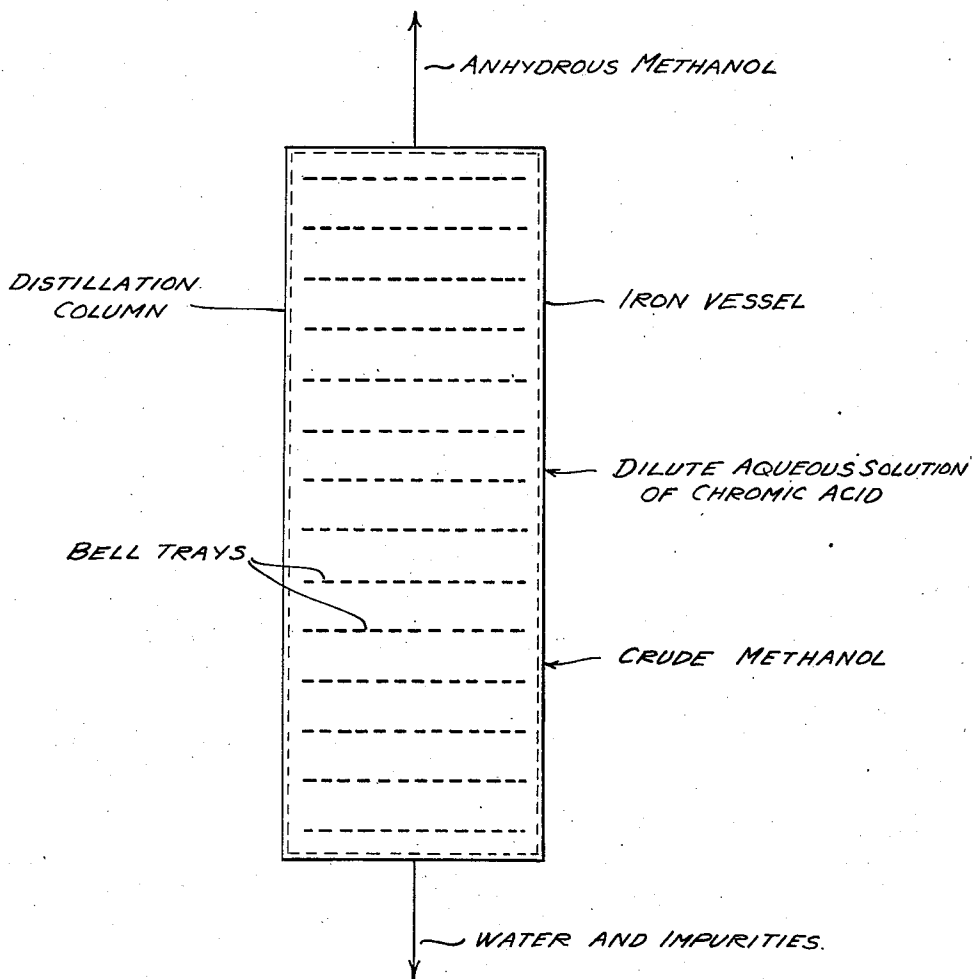 ANHYDROUS METHANOL
DISTILLATION
COLUMN
IRON VESSEL
DILUTE AQUEOUS SOLUTION
OF CHROMIC ACID
BELL TRAYS
CRUDE METHANOL
WATER AND IMPURITIES.